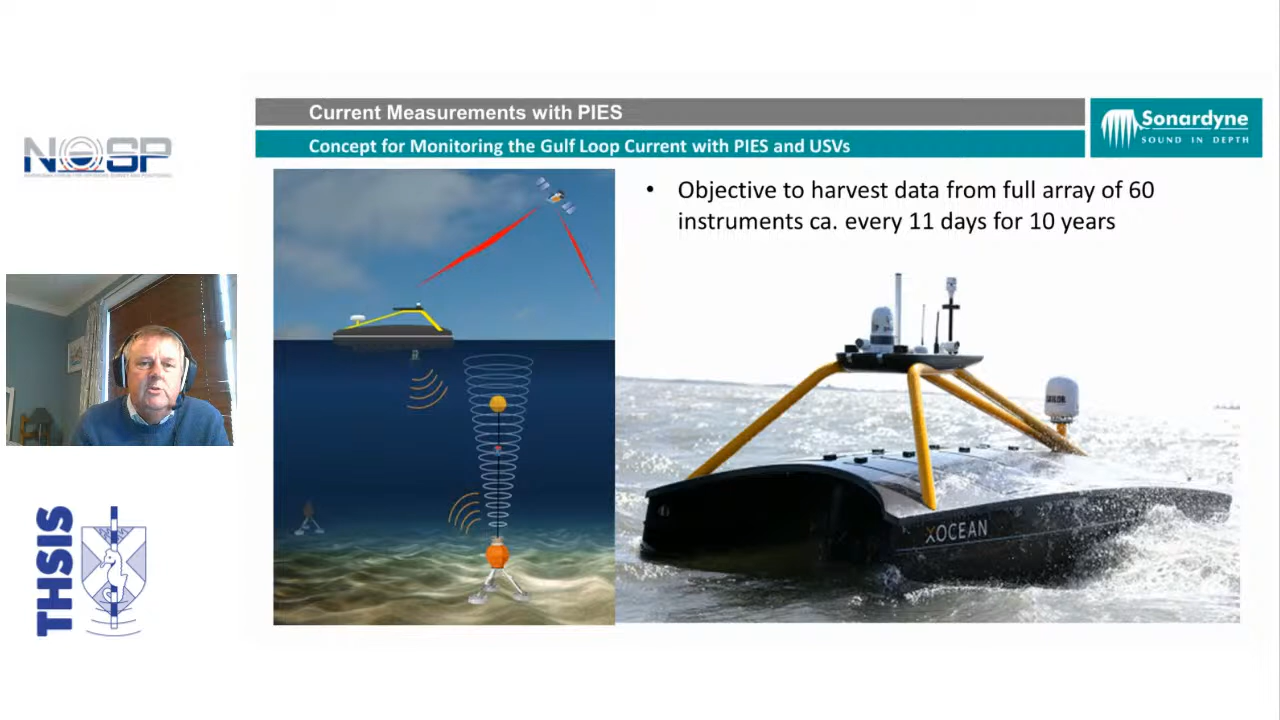 Current Measurements with PIES
Concept for Monitoring the Gulf Loop Current with PIES and USVs
Sonardyne
SOUND IN DEPTH
NOSP
• Objective to harvest data from full array of 60
instruments ca. every 11 days for 10 years
SAILOR
XOCEAN
THSIS